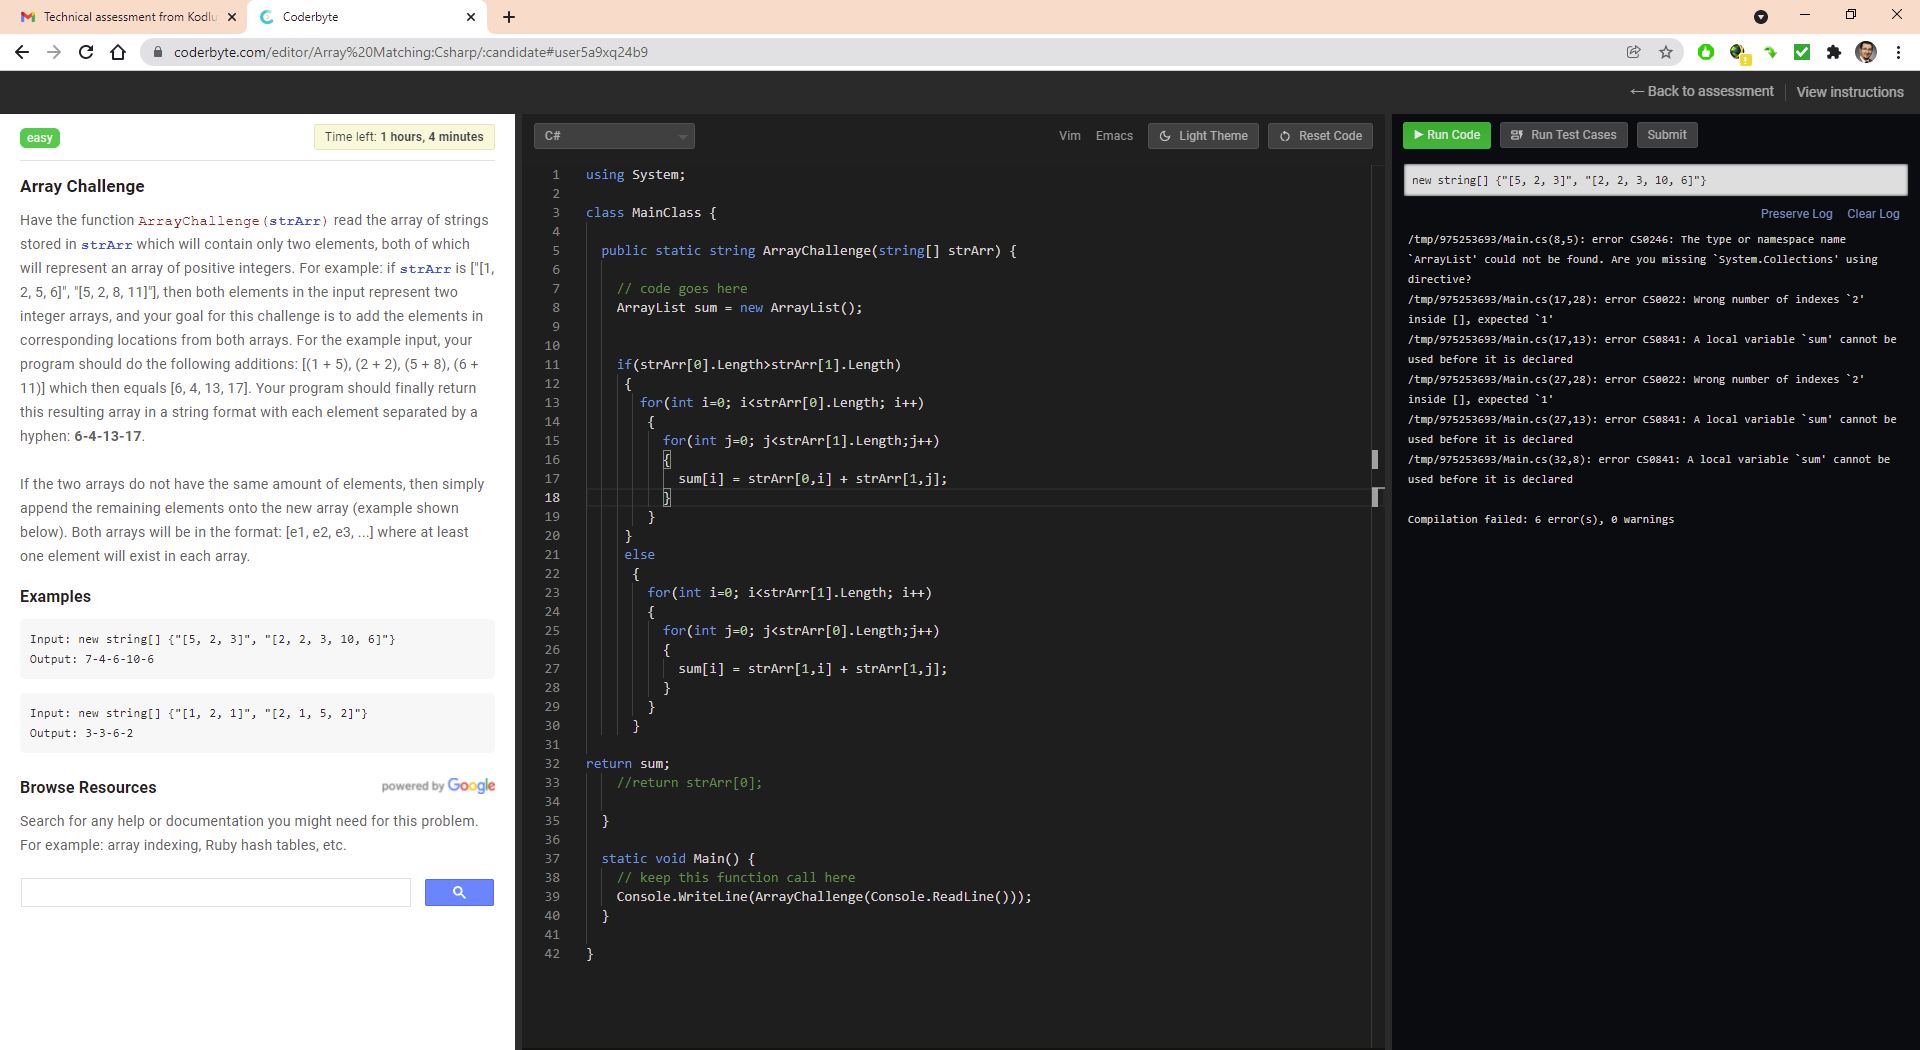 Technical assessment from Kodlu
Coderbyte
coderbyte.com/editor/Array%20Matching:Csharp/:candidate#user5a9xq24b9
←Back to assessment
View instructions
easy
Time left: 1 hours, 4 minutes
Array Challenge
Have the function ArrayChallenge(strArr) read the array of strings
stored in strArr which will contain only two elements, both of which
will represent an array of positive integers. For example: if strArr is ["[1,
2, 5, 6]", "[5, 2, 8, 11]"], then both elements in the input represent two
integer arrays, and your goal for this challenge is to add the elements in
corresponding locations from both arrays. For the example input, your
program should do the following additions: [(1 + 5), (2 + 2), (5 + 8), (6 +
11)] which then equals [6, 4, 13, 17]. Your program should finally return
this resulting array in a string format with each element separated by a
hyphen: 6-4-13-17.
If the two arrays do not have the same amount of elements, then simply
append the remaining elements onto the new array (example shown
below). Both arrays will be in the format: [e1, e2, e3, ...] where at least
one element will exist in each array.
Examples
Input: new string[] {"[5, 2, 3]", "[2, 2, 3, 10, 6]"}
Output: 7-4-6-10-6
Input: new string[] {"[1, 2, 1]", "[2, 1, 5, 2]"}
Output: 3-3-6-2
Browse Resources
powered by Google
Search for any help or documentation you might need for this problem.
For example: array indexing, Ruby hash tables, etc.
C#
Vim
Emacs
Light Theme
Reset Code
1 using System;
2
3 class MainClass {
4
5 public static string ArrayChallenge(string[] strArr) {
6
7 // code goes here
8 ArrayList sum = new ArrayList();
9
10
11 if(strArr[0].Length>strArr[1].Length)
12 {
13 for(int i=0; i<strArr[0].Length; i++)
14 {
15 for(int j=0; j<strArr[1].Length;j++)
16 {
17 sum[i] = strArr[0,i] + strArr[1,j];
18 }
19 }
20 }
21 else
22 {
23 for(int i=0; i<strArr[1].Length; i++)
24 {
25 for(int j=0; j<strArr[0].Length;j++)
26 {
27 sum[i] = strArr[1,i] + strArr[1,j];
28 }
29 }
30 }
31
32 return sum;
33 //return strArr[0];
34
35 }
36
37 static void Main() {
38 // keep this function call here
39 Console.WriteLine(ArrayChallenge(Console.ReadLine()));
40 }
41
42 }
Run Code
Run Test Cases
Submit
new string[] {"[5, 2, 3]", "[2, 2, 3, 10, 6]"}
Preserve Log
Clear Log
/tmp/975253693/Main.cs(8,5): error CS0246: The type or namespace name
`ArrayList' could not be found. Are you missing `System.Collections' using
directive?
/tmp/975253693/Main.cs(17,28): error CS0022: Wrong number of indexes `2'
inside [], expected `1'
/tmp/975253693/Main.cs(17,13): error CS0841: A local variable `sum' cannot be
used before it is declared
/tmp/975253693/Main.cs(27,28): error CS0022: Wrong number of indexes `2'
inside [], expected `1'
/tmp/975253693/Main.cs(27,13): error CS0841: A local variable `sum' cannot be
used before it is declared
/tmp/975253693/Main.cs(32,8): error CS0841: A local variable `sum' cannot be
used before it is declared
Compilation failed: 6 error(s), 0 warnings